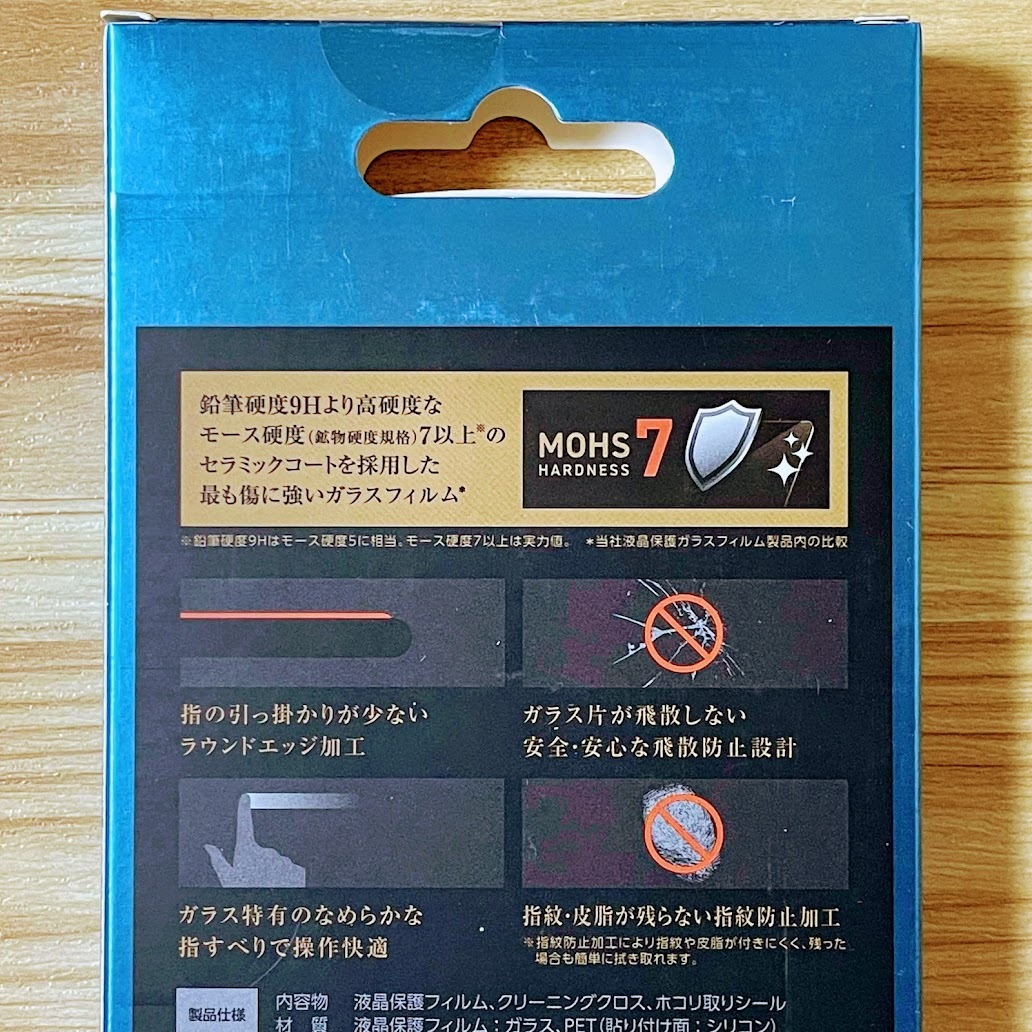 鉛筆硬度9Hより高硬度な
モース硬度(鉱物硬度規格)7以上※の
セラミックコートを採用した
最も傷に強いガラスフィルム*
MOHS 7
HARDNESS
※鉛筆硬度9Hはモース硬度5に相当。モース硬度7以上は実力値。 *当社液晶保護ガラスフィルム製品内の比較
指の引っ掛かりが少ない
ラウンドエッジ加工
ガラス片が飛散しない
安全・安心な飛散防止設計
ガラス特有のなめらかな
指すべりで操作快適
指紋・皮脂が残らない指紋防止加工
※指紋防止加工により指紋や皮脂が付きにくく、残った
場合も簡単に拭き取れます。
製品仕様
内容物 液晶保護フィルム、クリーニングクロス、ホコリ取りシール
材 質 液晶保護フィルム：ガラス、PET(貼り付け面：シリコン)